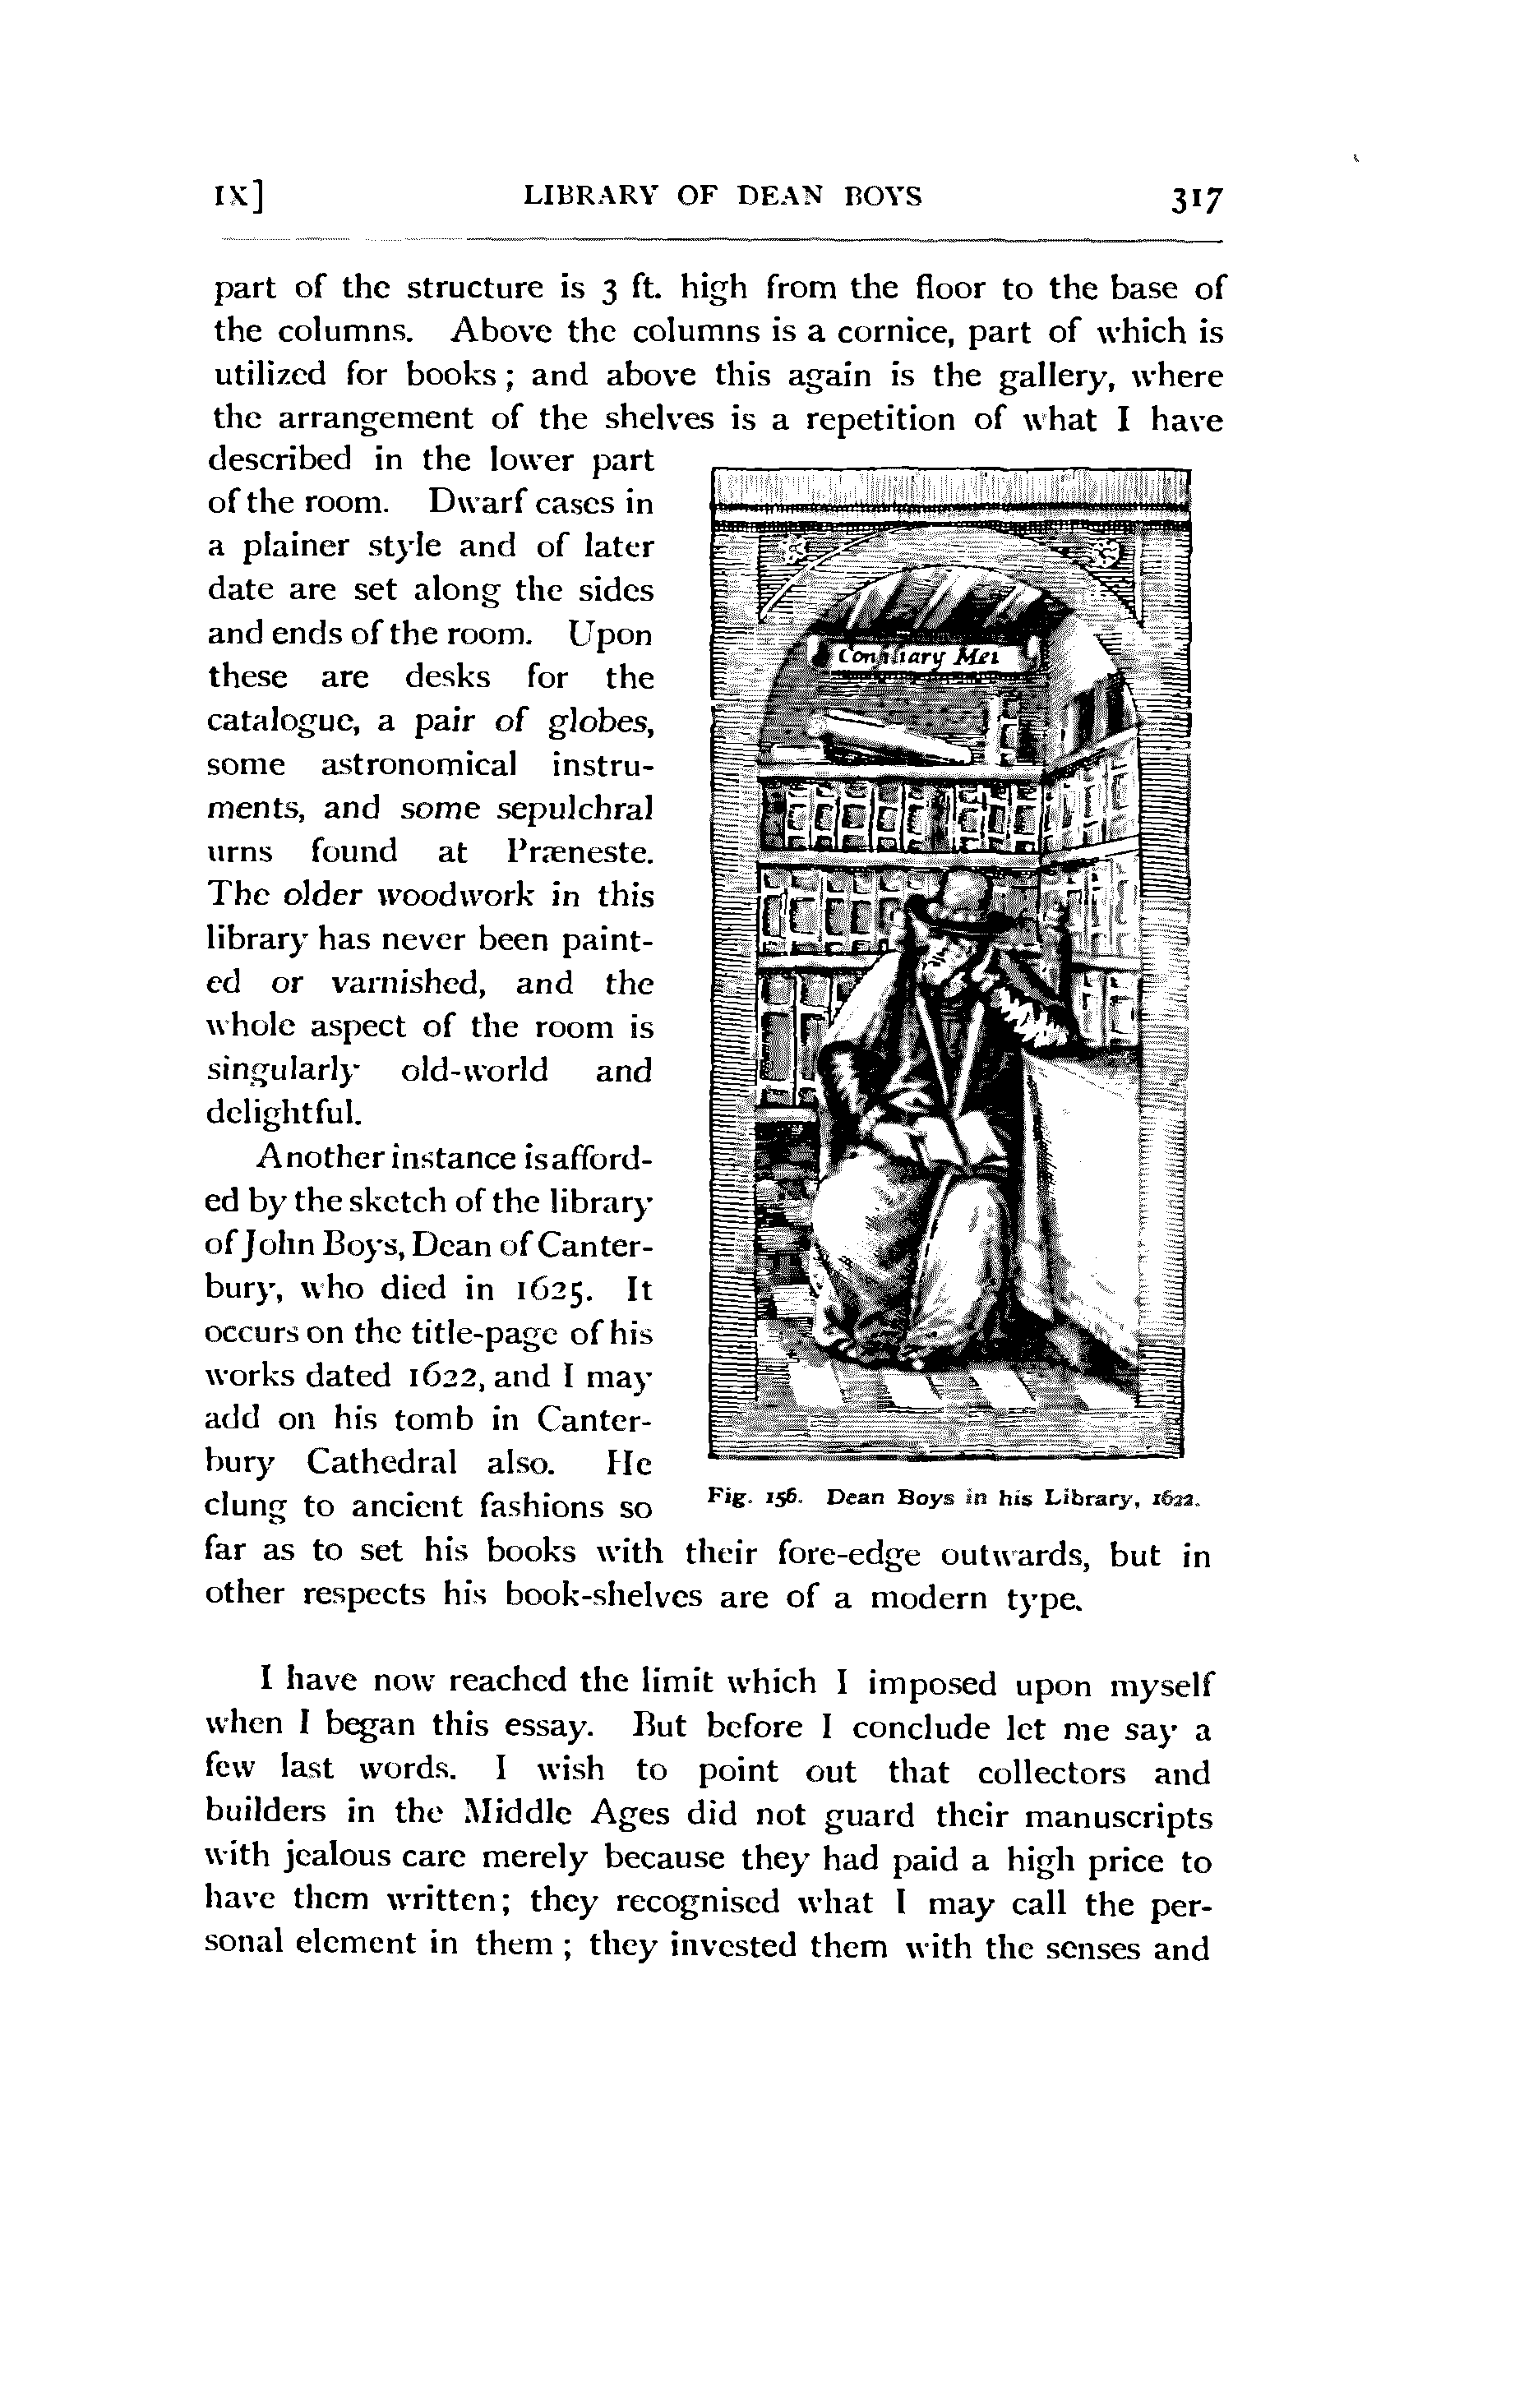 IX] LIBRARY OF DEAN BOYS 317
part of the structure is 3 ft. high from the floor to the base of
the columns. Above the columns is a cornice, part of which is
utilized for books; and above this again is the gallery, where
the arrangement of the shelves is a repetition of what I have
described in the lower part
of the room. Dwarf cases in
a plainer style and of later
date are set along the sides
and ends of the room. Upon
these are desks for the
catalogue, a pair of globes,
some astronomical instru-
ments, and some sepulchral
urns found at Præneste.
The older woodwork in this
library has never been paint-
ed or varnished, and the
whole aspect of the room is
singularly old-world and
delightful.
Another instance is afford-
ed by the sketch of the library
of John Boys, Dean of Canter-
bury, who died in 1625. It
occurs on the title-page of his
works dated 1622, and I may
add on his tomb in Canter-
bury Cathedral also. He
clung to ancient fashions so
far as to set his books with their fore-edge outwards, but in
other respects his book-shelves are of a modern type.
Mei
Fig. 156. Dean Boys in his Library, 1622.
I have now reached the limit which I imposed upon myself
when I began this essay. But before I conclude let me say a
few last words. I wish to point out that collectors and
builders in the Middle Ages did not guard their manuscripts
with jealous care merely because they had paid a high price to
have them written; they recognised what I may call the per-
sonal element in them; they invested them with the senses and